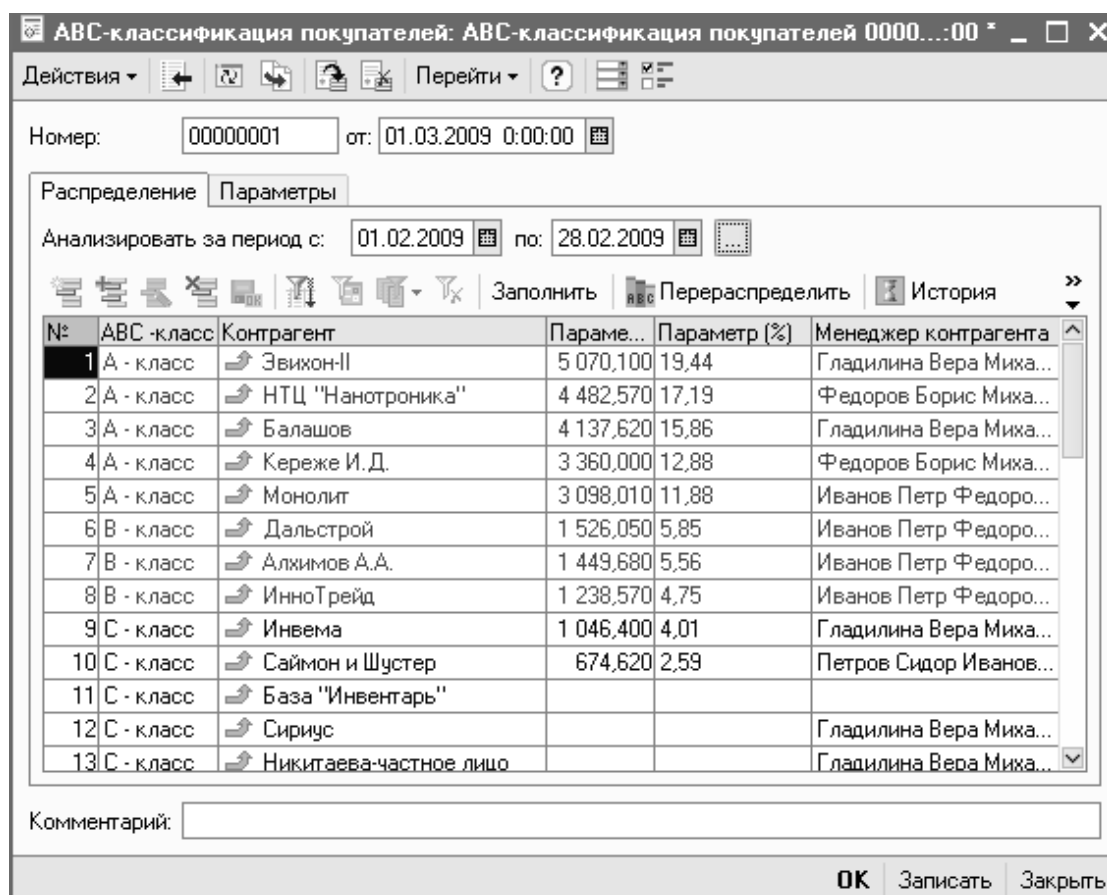 ABC-классификация покупателей: ABC-классификация покупателей 0000...:00 *
Действия Перейти ?
Номер: 00000001 от: 01.03.2009 0:00:00
Распределение Параметры
Анализировать за период с: 01.02.2009 по: 28.02.2009 ...
Заполнить Перераспределить История
№ ABC -класс Контрагент Параме... Параметр (%) Менеджер контрагента
1 A - класс Эвихон-II 5 070,100 19,44 Гладилина Вера Миха...
2 A - класс НТЦ "Нанотроника" 4 482,570 17,19 Федоров Борис Миха...
3 A - класс Балашов 4 137,620 15,86 Гладилина Вера Миха...
4 A - класс Кереже И.Д. 3 360,000 12,88 Федоров Борис Миха...
5 A - класс Монолит 3 098,010 11,88 Иванов Петр Федоро...
6 B - класс Дальстрой 1 526,050 5,85 Иванов Петр Федоро...
7 B - класс Алхимов А.А. 1 449,680 5,56 Иванов Петр Федоро...
8 B - класс ИнноТрейд 1 238,570 4,75 Иванов Петр Федоро...
9 C - класс Инвема 1 046,400 4,01 Гладилина Вера Миха...
10 C - класс Саймон и Шустер 674,620 2,59 Петров Сидор Иванов...
11 C - класс База "Инвентарь"
12 C - класс Сириус Гладилина Вера Миха...
13 C - класс Никитаева-частное лицо Гладилина Вера Миха...
Комментарий:
OK Записать Закрыть